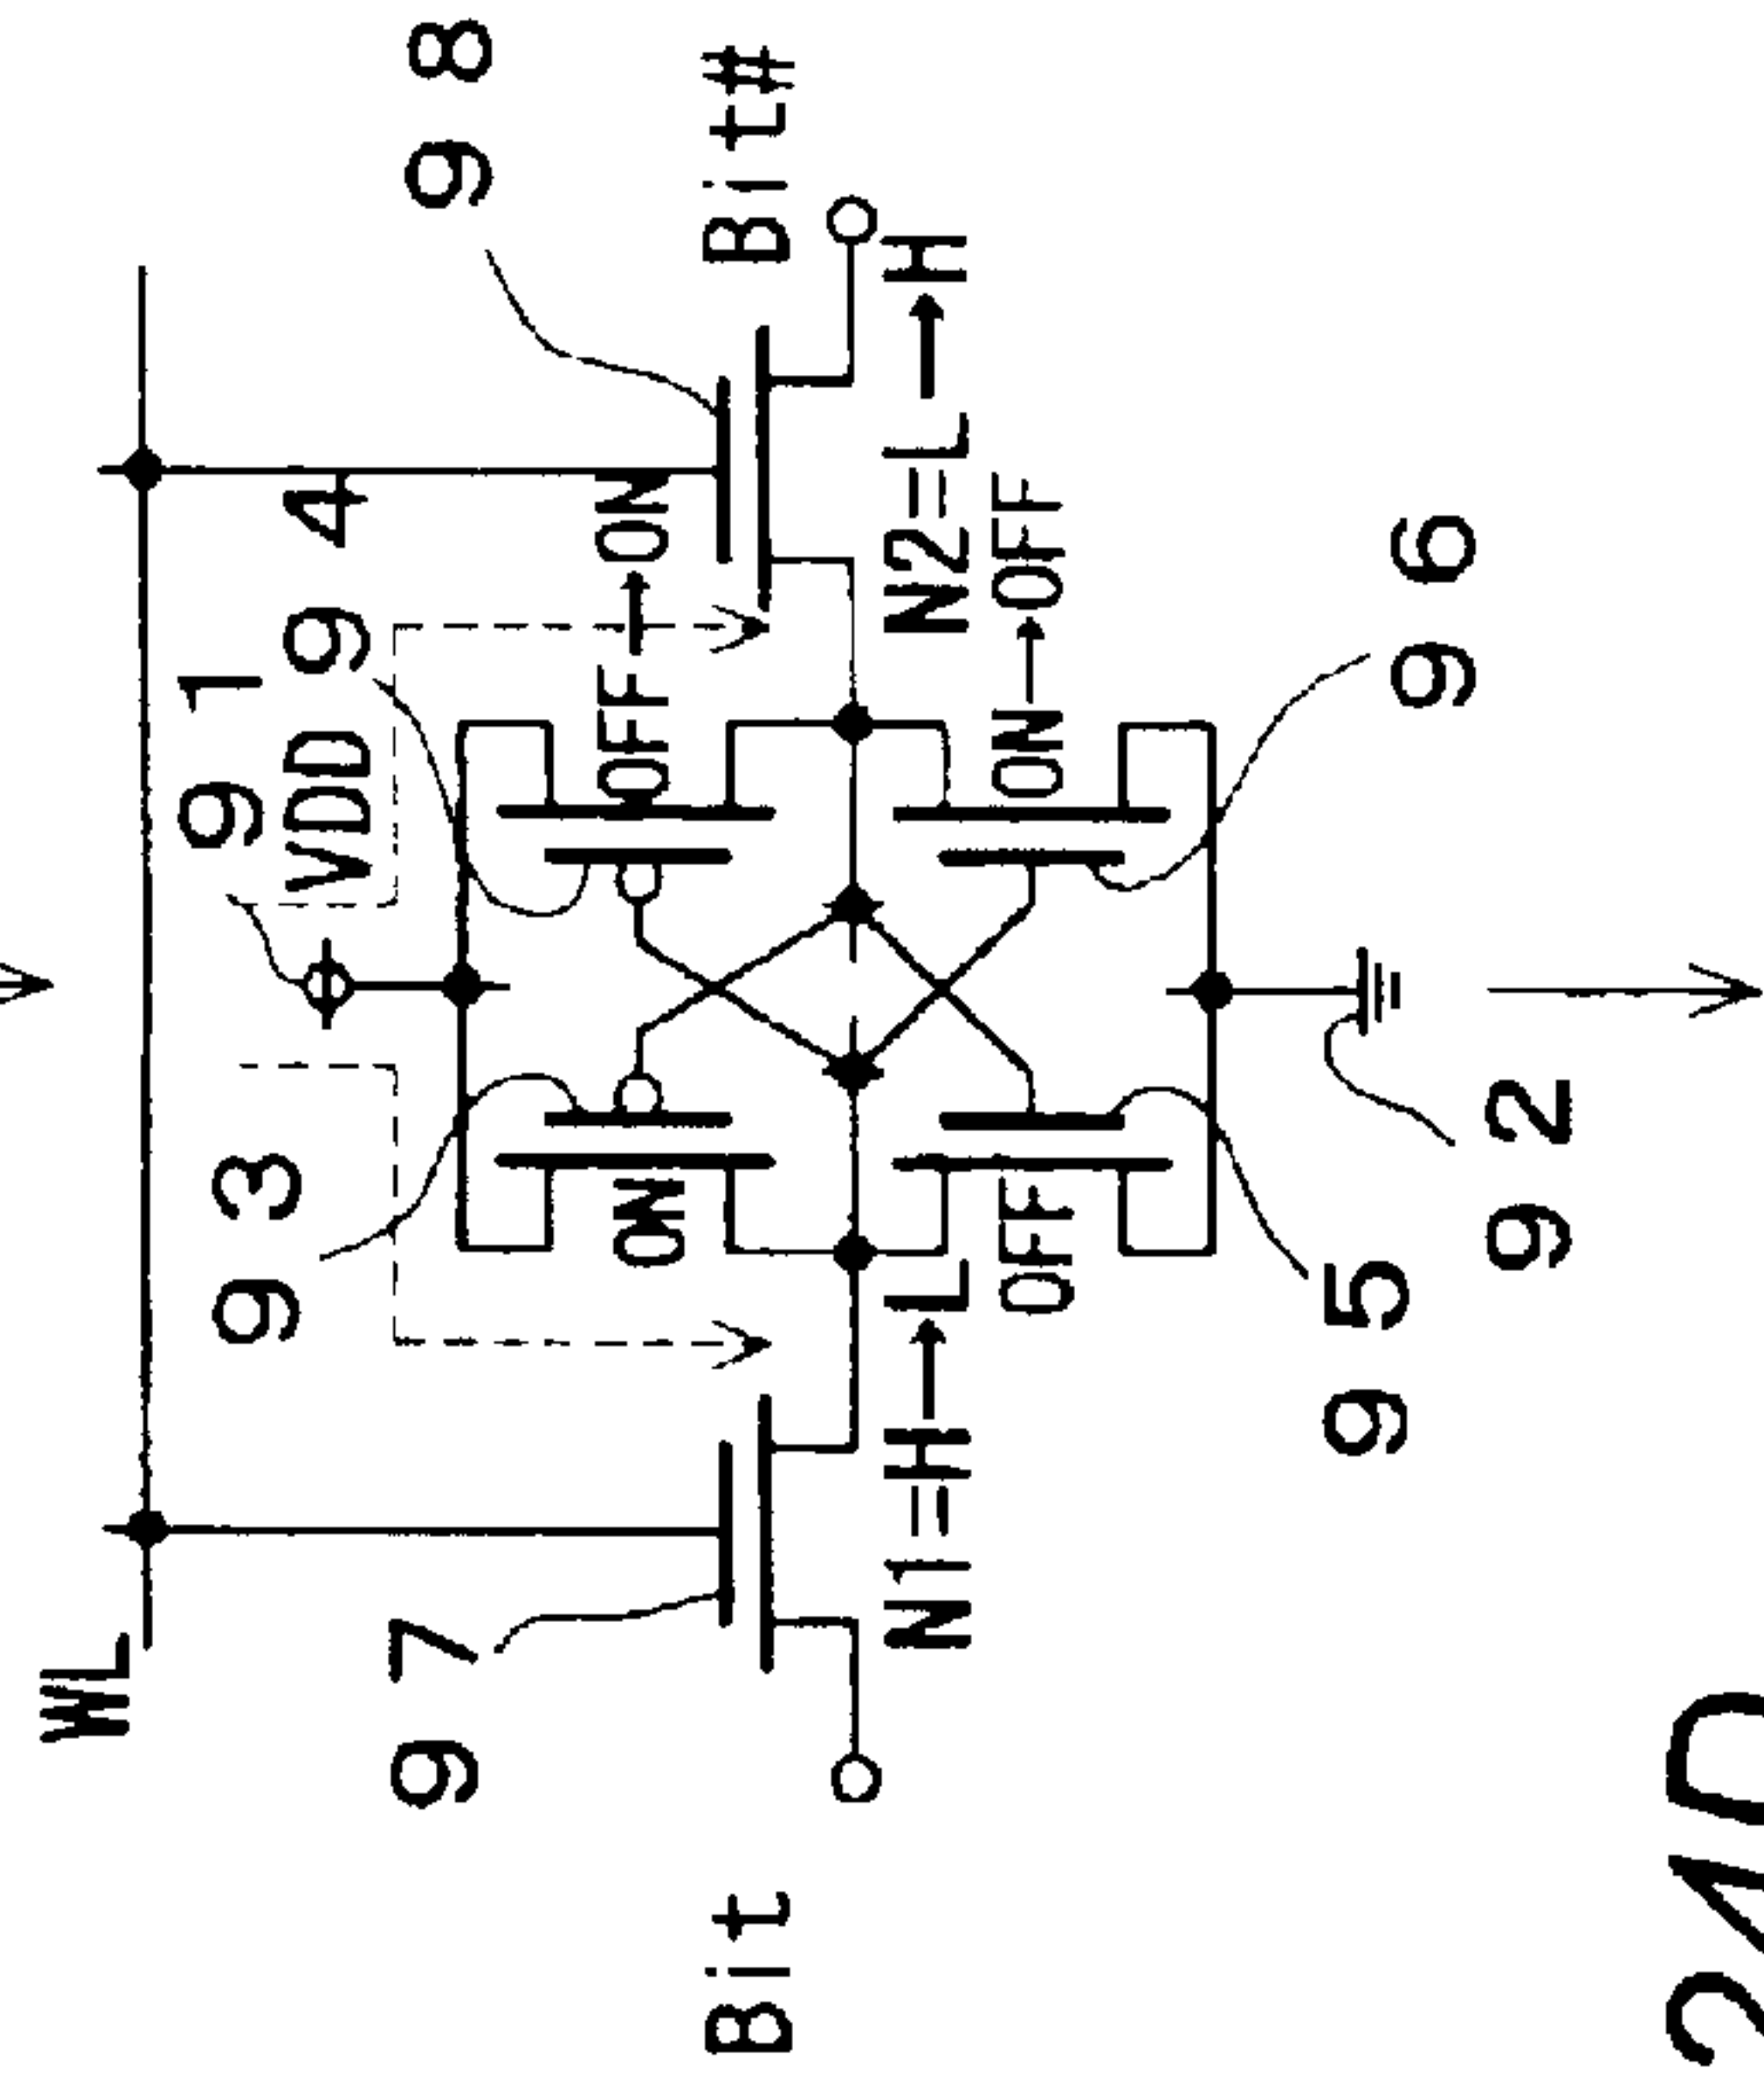 WL
91
93
VDD 94
97
98
ON
OFF→ON
Bit
Bit#
N1=H→L
N2=L→H
OFF
ON→OFF
95
96
92